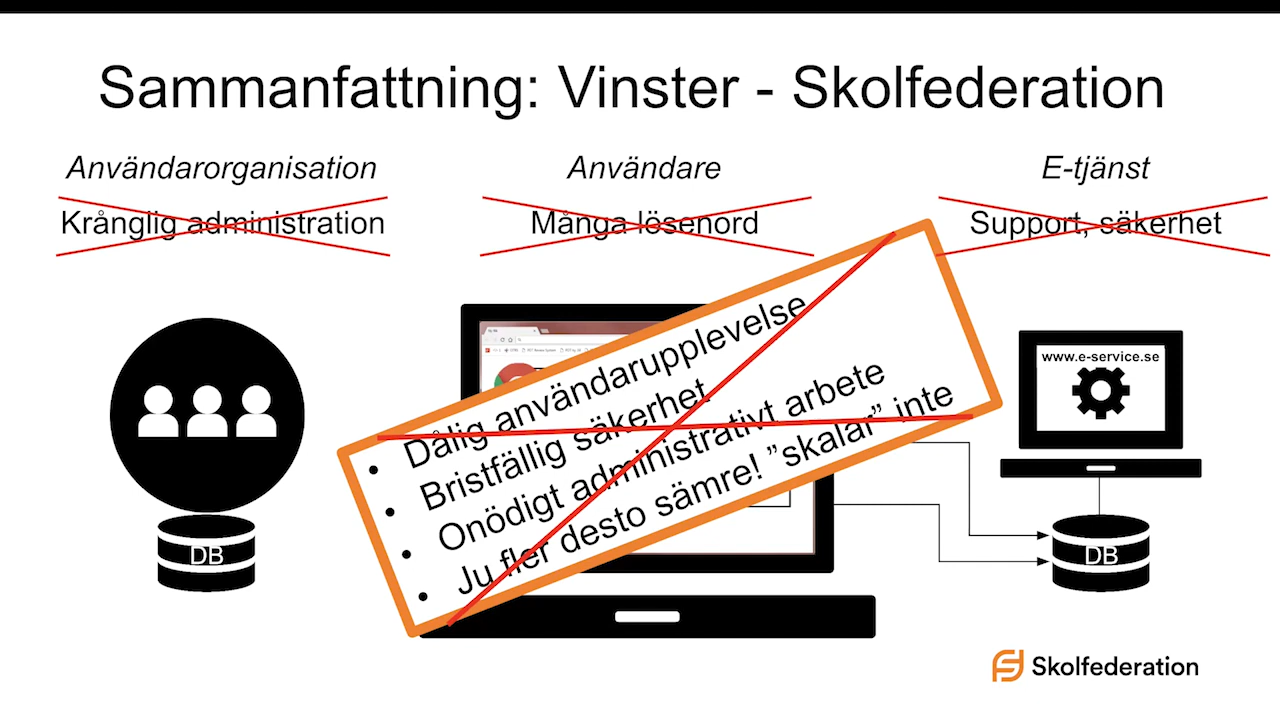 Sammanfattning: Vinster - Skolfederation
Användarorganisation
Användare
E-tjänst
Krånglig administration
Många lösenord
Support, säkerhet
• Dålig användarupplevelse
• Bristfällig säkerhet
• Onödigt administrativt arbete
• Ju fler desto sämre! ”skalar” inte
www.e-service.se
DB
DB
Skolfederation